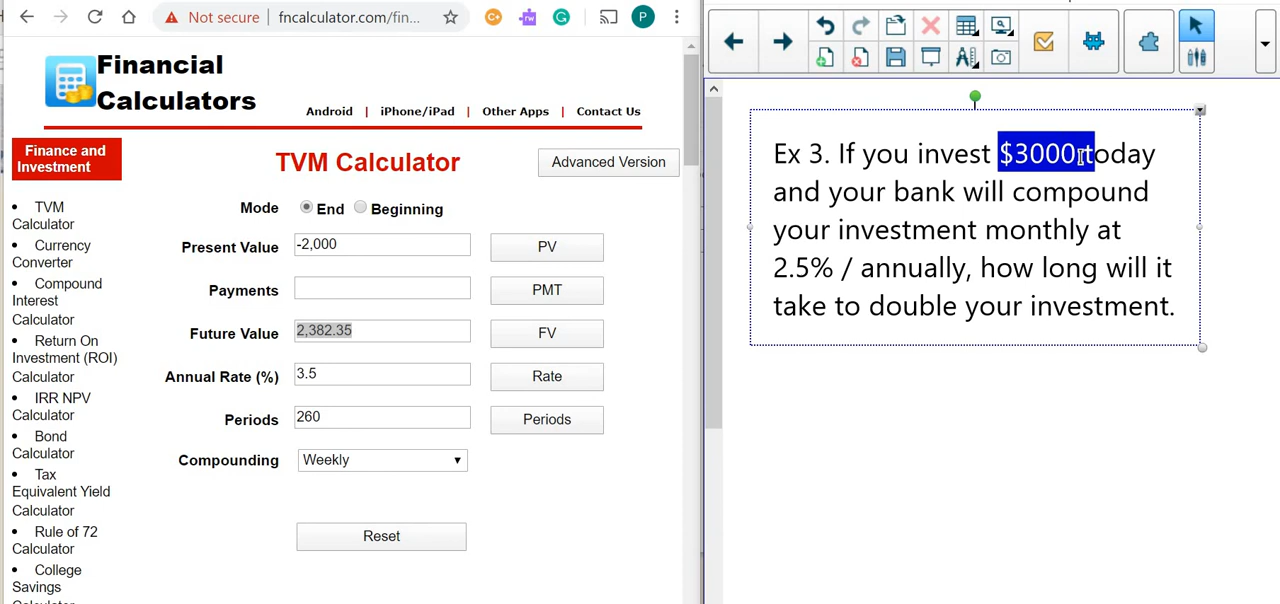 Not secure
fncalculator.com/fin...
P
Financial
Calculators
Android | iPhone/iPad | Other Apps | Contact Us
Finance and
Investment
TVM
Calculator
Currency
Converter
Compound
Interest
Calculator
Return On
Investment (ROI)
Calculator
IRR NPV
Calculator
Bond
Calculator
Tax
Equivalent Yield
Calculator
Rule of 72
Calculator
College
Savings
TVM Calculator
Advanced Version
Mode End Beginning
Present Value -2,000 PV
Payments PMT
Future Value 2,382.35 FV
Annual Rate (%) 3.5 Rate
Periods 260 Periods
Compounding Weekly
Reset
Ex 3. If you invest $3000 today
and your bank will compound
your investment monthly at
2.5% / annually, how long will it
take to double your investment.